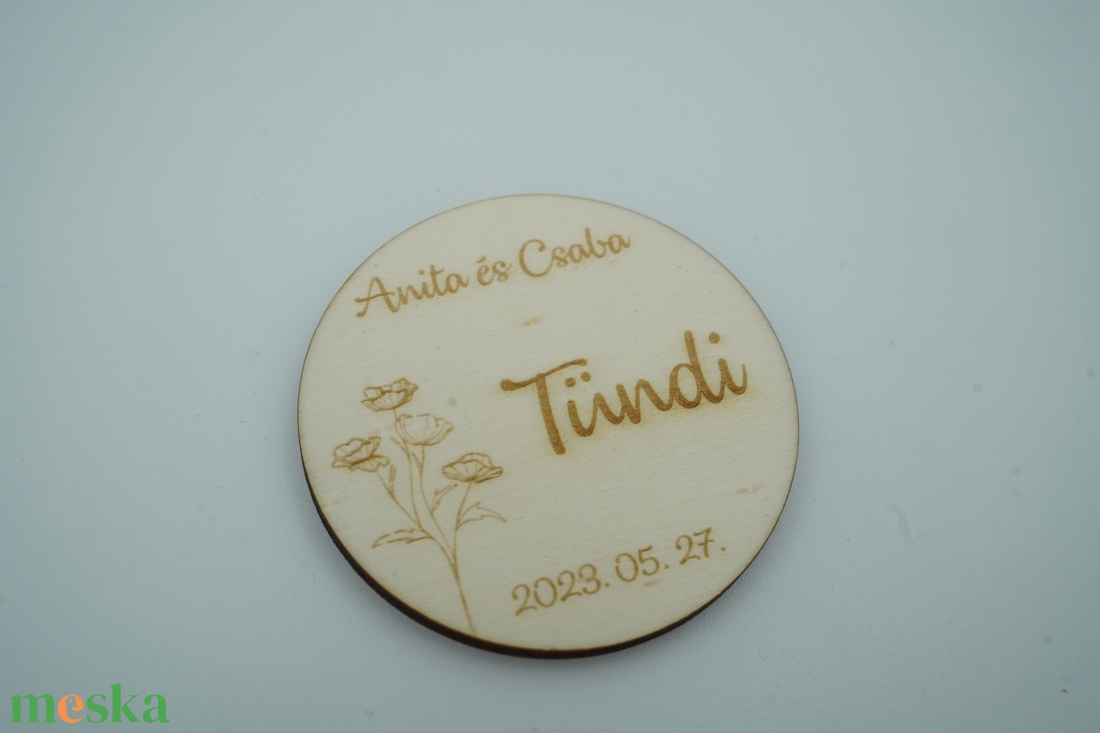 Anita és Csaba
Tündi
2023. 05. 27.
meska